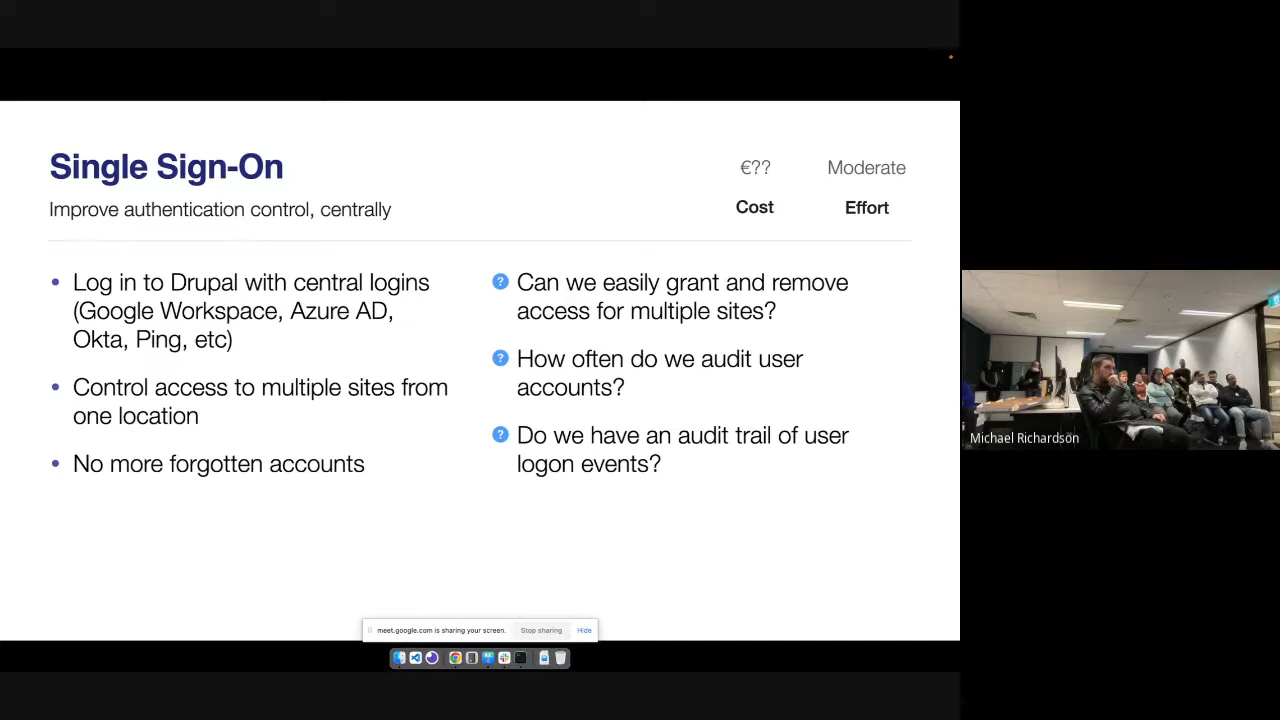 Single Sign-On
Improve authentication control, centrally
€??
Cost
Moderate
Effort
• Log in to Drupal with central logins
(Google Workspace, Azure AD,
Okta, Ping, etc)
• Control access to multiple sites from
one location
• No more forgotten accounts
? Can we easily grant and remove
access for multiple sites?
? How often do we audit user
accounts?
? Do we have an audit trail of user
logon events?
Michael Richardson
meet.google.com is sharing your screen.
Stop sharing
Hide